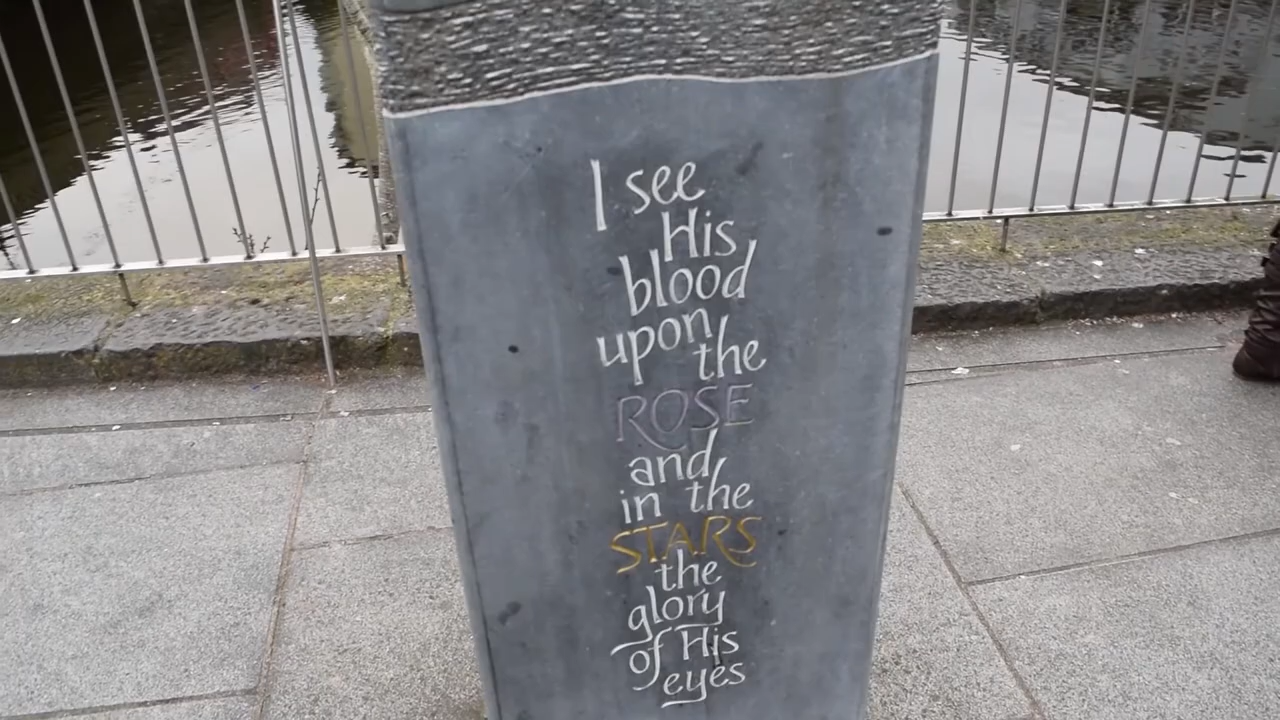 I see
His
blood
upon
the
ROSE
and
in the
STARS
the
glory
of His
eyes